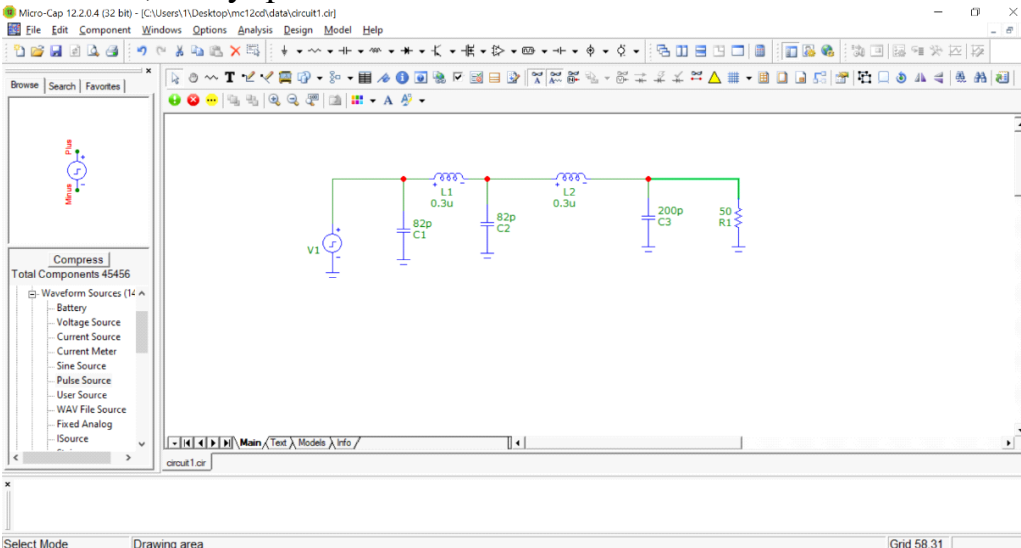 Micro-Cap 12.2.0.4 (32 bit) - [C:\Users\1\Desktop\mc12cd\data\circuit1.cir]
File Edit Component Windows Options Analysis Design Model Help
Browse Search Favorites
Plus
Minus
Compress
Total Components 45456
Waveform Sources (14
Battery
Voltage Source
Current Source
Current Meter
Sine Source
Pulse Source
User Source
WAV File Source
Fixed Analog
ISource
L1
0.3u
L2
0.3u
82p
C1
82p
C2
200p
C3
50
R1
V1
Main Text Models Info
circuit1.cir
Select Mode
Drawing area
Grid 58,31